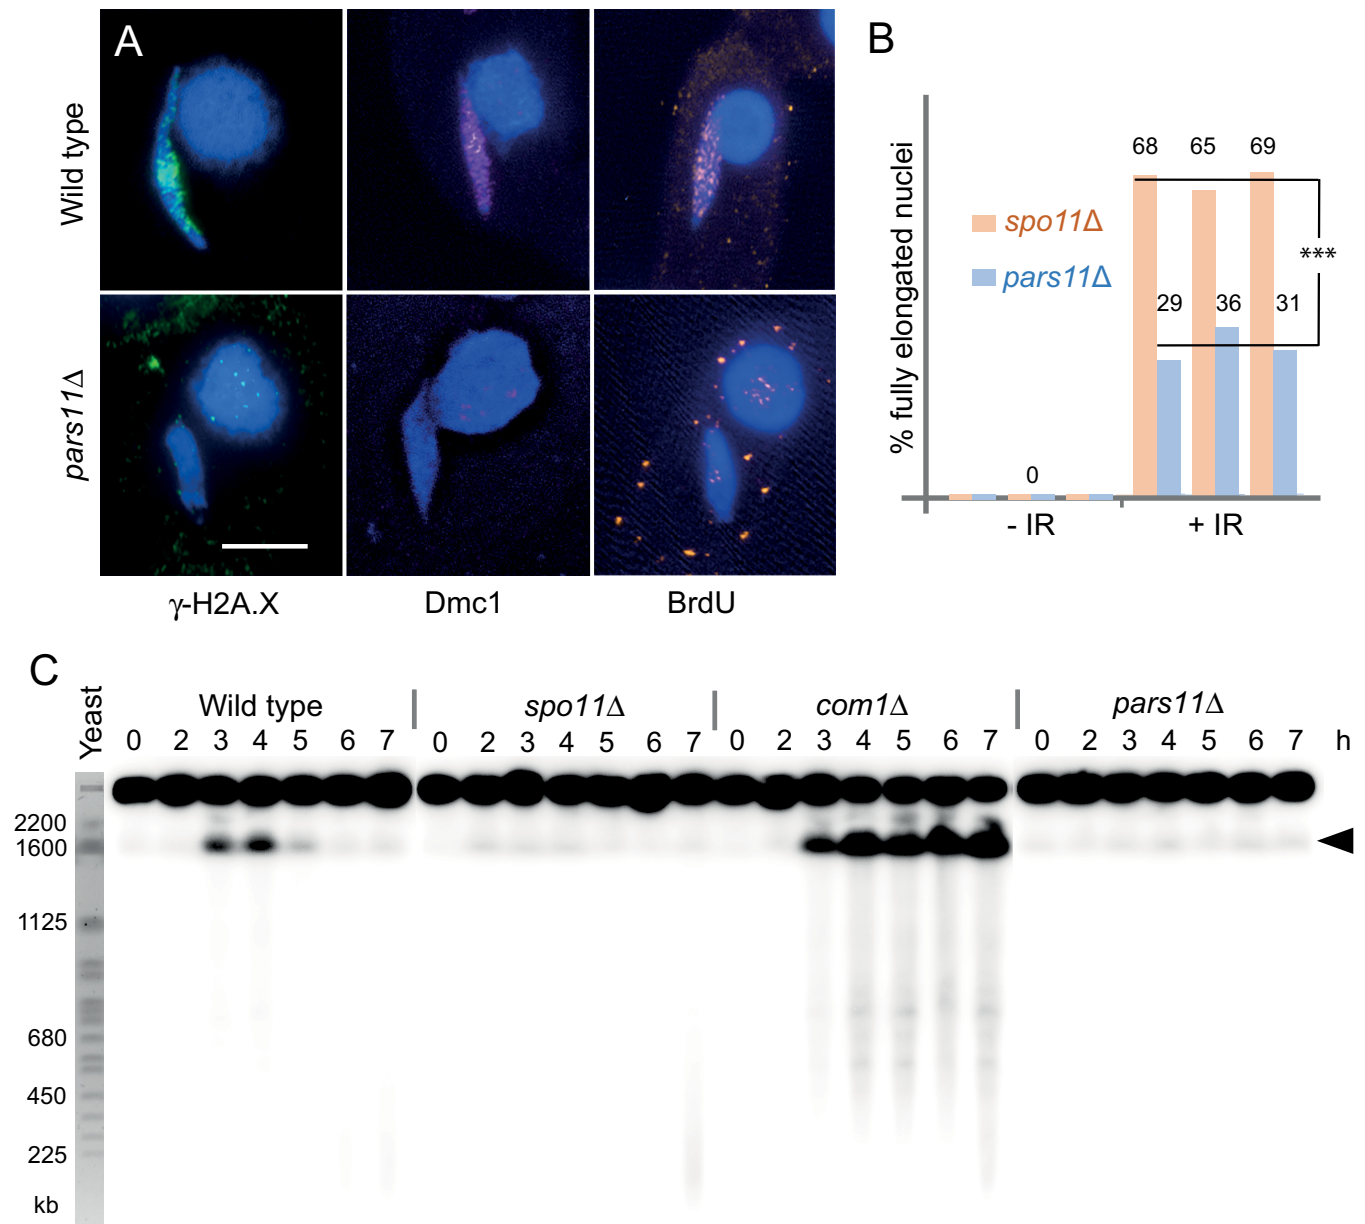 A
B
Wild type
pars11Δ
γ-H2A.X
Dmc1
BrdU
% fully elongated nuclei
68
65
69
spo11Δ
pars11Δ
***
29
36
31
0
- IR
+ IR
C
Yeast
Wild type
spo11Δ
com1Δ
pars11Δ
0 2 3 4 5 6 7 0 2 3 4 5 6 7 0 2 3 4 5 6 7 0 2 3 4 5 6 7 h
2200
1600
1125
680
450
225
kb